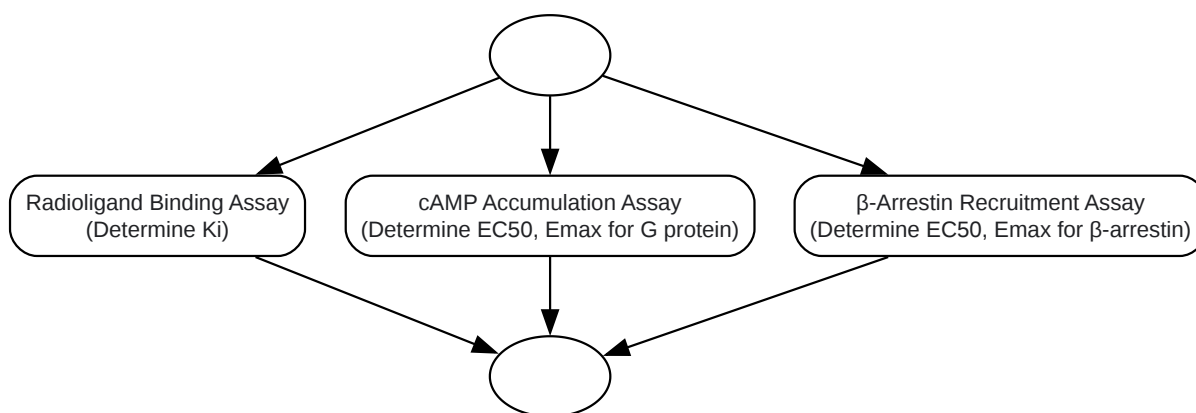 Radioligand Binding Assay
(Determine Ki)
cAMP Accumulation Assay
(Determine EC50, Emax for G protein)
β-Arrestin Recruitment Assay
(Determine EC50, Emax for β-arrestin)